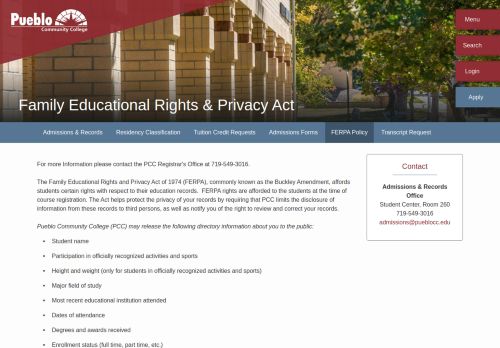 Pueblo
Community College
Menu
Search
Login
Apply
Family Educational Rights & Privacy Act
Admissions & Records
Residency Classification
Tuition Credit Requests
Admissions Forms
FERPA Policy
Transcript Request
For more Information please contact the PCC Registrar's Office at 719-549-3016.
The Family Educational Rights and Privacy Act of 1974 (FERPA), commonly known as the Buckley Amendment, affords
students certain rights with respect to their education records.  FERPA rights are afforded to the students at the time of
course registration. The Act helps protect the privacy of your records by requiring that PCC limits the disclosure of
information from these records to third persons, as well as notify you of the right to review and correct your records.
Pueblo Community College (PCC) may release the following directory information about you to the public:
• Student name
• Participation in officially recognized activities and sports
• Height and weight (only for students in officially recognized activities and sports)
• Major field of study
• Most recent educational institution attended
• Dates of attendance
• Degrees and awards received
• Enrollment status (full time, part time, etc.)
Contact
Admissions & Records
Office
Student Center, Room 260
719-549-3016
admissions@pueblocc.edu